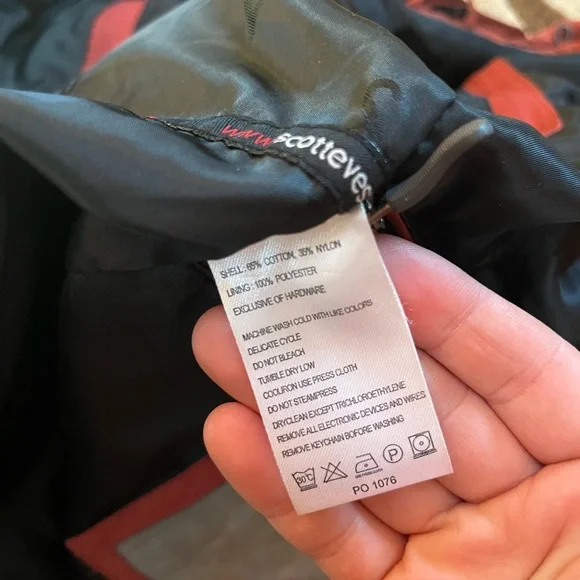 www.scotteves
SHELL : 65% COTTON, 35% NYLON
LINING : 100% POLYESTER
EXCLUSIVE OF HARDWARE
MACHINE WASH COLD WITH LIKE COLORS
DELICATE CYCLE
DO NOT BLEACH
TUMBLE DRY LOW
COOLIRON USE PRESS CLOTH
DO NOT STEAMPRESS
DRYCLEAN EXCEPT TRICHLOROETHYLENE
REMOVE ALL ELECTRONIC DEVICES AND WIRES
REMOVE KEYCHAIN BOFORE WASHING
30°C P
PO 1076